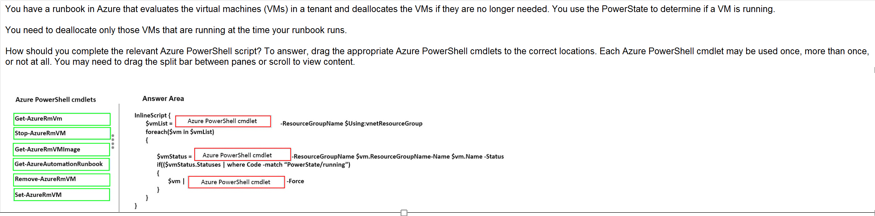 You have a runbook in Azure that evaluates the virtual machines (VMs) in a tenant and deallocates the VMs if they are no longer needed. You use the PowerState to determine if a VM is running.
You need to deallocate only those VMs that are running at the time your runbook runs.
How should you complete the relevant Azure PowerShell script? To answer, drag the appropriate Azure PowerShell cmdlets to the correct locations. Each Azure PowerShell cmdlet may be used once, more than once,
or not at all. You may need to drag the split bar between panes or scroll to view content.
Azure PowerShell cmdlets
Get-AzureRmVm
Stop-AzureRmVM
Get-AzureRmVMImage
Get-AzureAutomationRunbook
Remove-AzureRmVM
Set-AzureRmVM
Answer Area
InlineScript {
$vmList = Azure PowerShell cmdlet -ResourceGroupName $Using:vnetResourceGroup
foreach($vm in $vmList)
{
$vmStatus = Azure PowerShell cmdlet -ResourceGroupName $vm.ResourceGroupName-Name $vm.Name -Status
if(($vmStatus.Statuses | where Code -match "PowerState/running")
{
$vm | Azure PowerShell cmdlet -Force
}
}
}